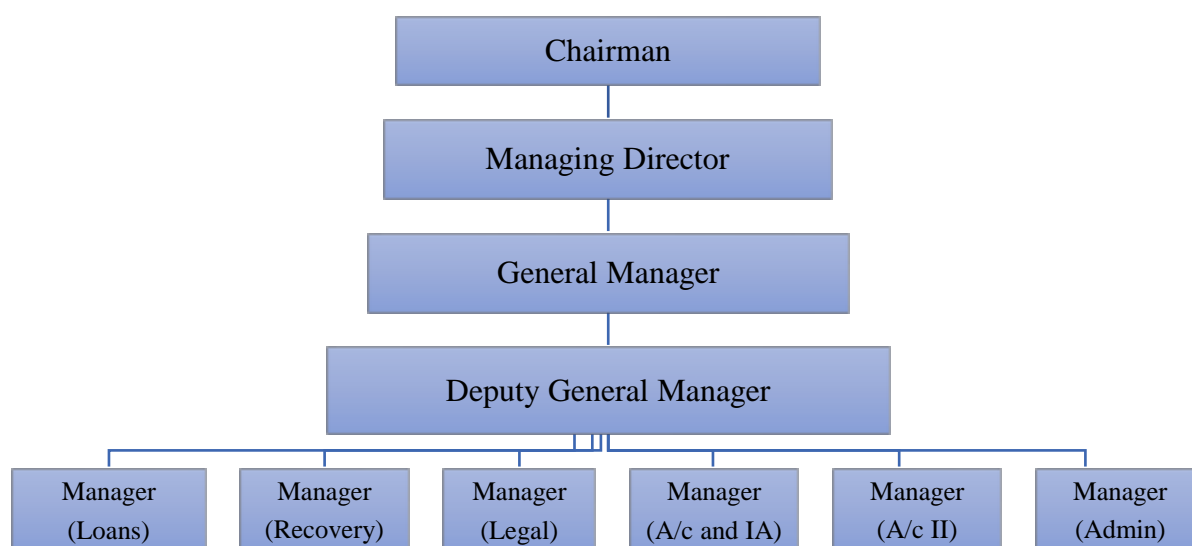 Chairman
Managing Director
General Manager
Deputy General Manager
Manager
(Loans)
Manager
(Recovery)
Manager
(Legal)
Manager
(A/c and IA)
Manager
(A/c II)
Manager
(Admin)